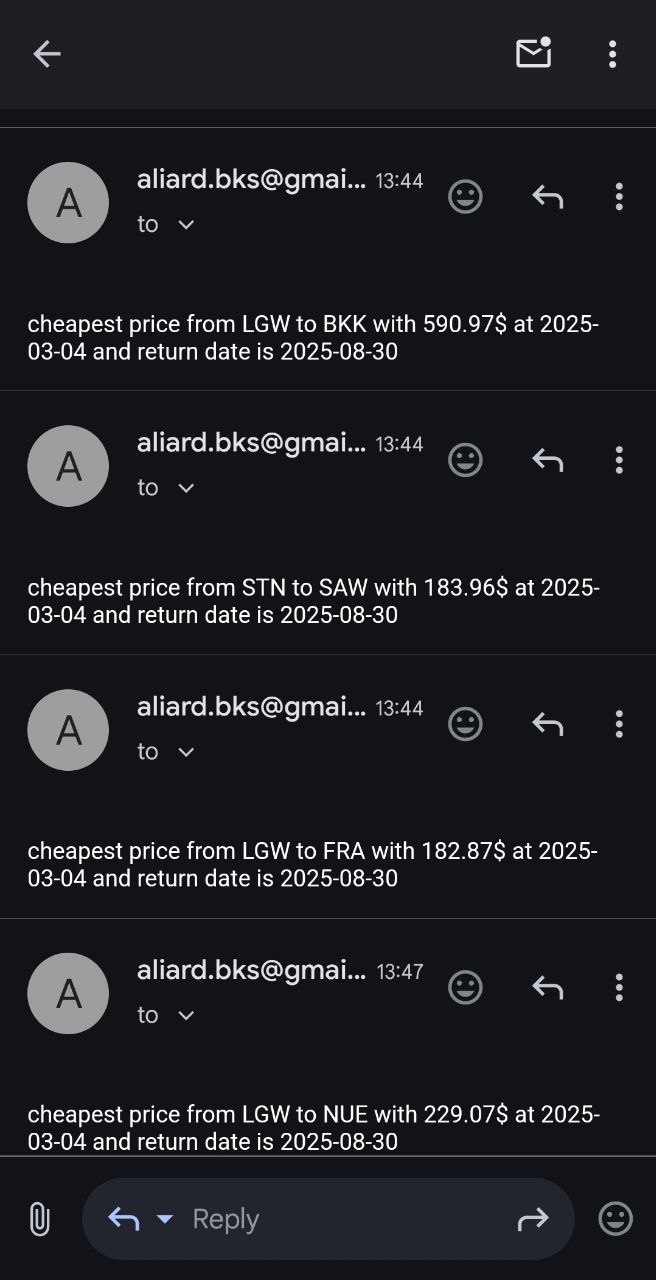 aliard.bks@gmai... 13:44
to
cheapest price from LGW to BKK with 590.97$ at 2025-
03-04 and return date is 2025-08-30
A
aliard.bks@gmai... 13:44
to
cheapest price from STN to SAW with 183.96$ at 2025-
03-04 and return date is 2025-08-30
A
aliard.bks@gmai... 13:44
to
cheapest price from LGW to FRA with 182.87$ at 2025-
03-04 and return date is 2025-08-30
A
aliard.bks@gmai... 13:47
to
cheapest price from LGW to NUE with 229.07$ at 2025-
03-04 and return date is 2025-08-30
A
Reply